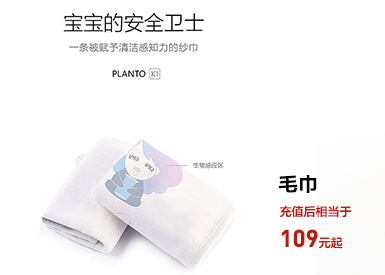 宝宝的安全卫士
一条被赋予清洁感知力的纱巾
PLANTO K1
生物感应区
毛巾
充值后相当于
109元起